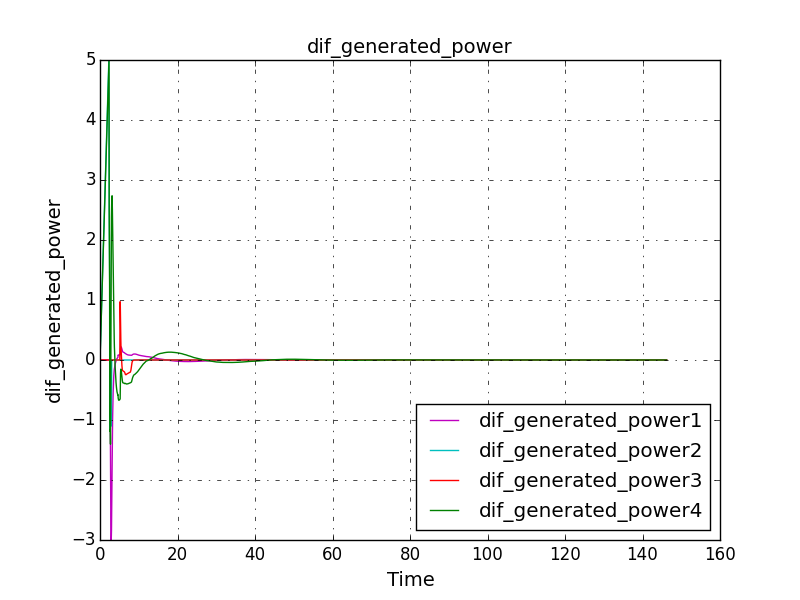 dif_generated_power
5
4
3
2
1
0
−1
−2
−3
dif_generated_power
0 20 40 60 80 100 120 140 160
Time
dif_generated_power1
dif_generated_power2
dif_generated_power3
dif_generated_power4